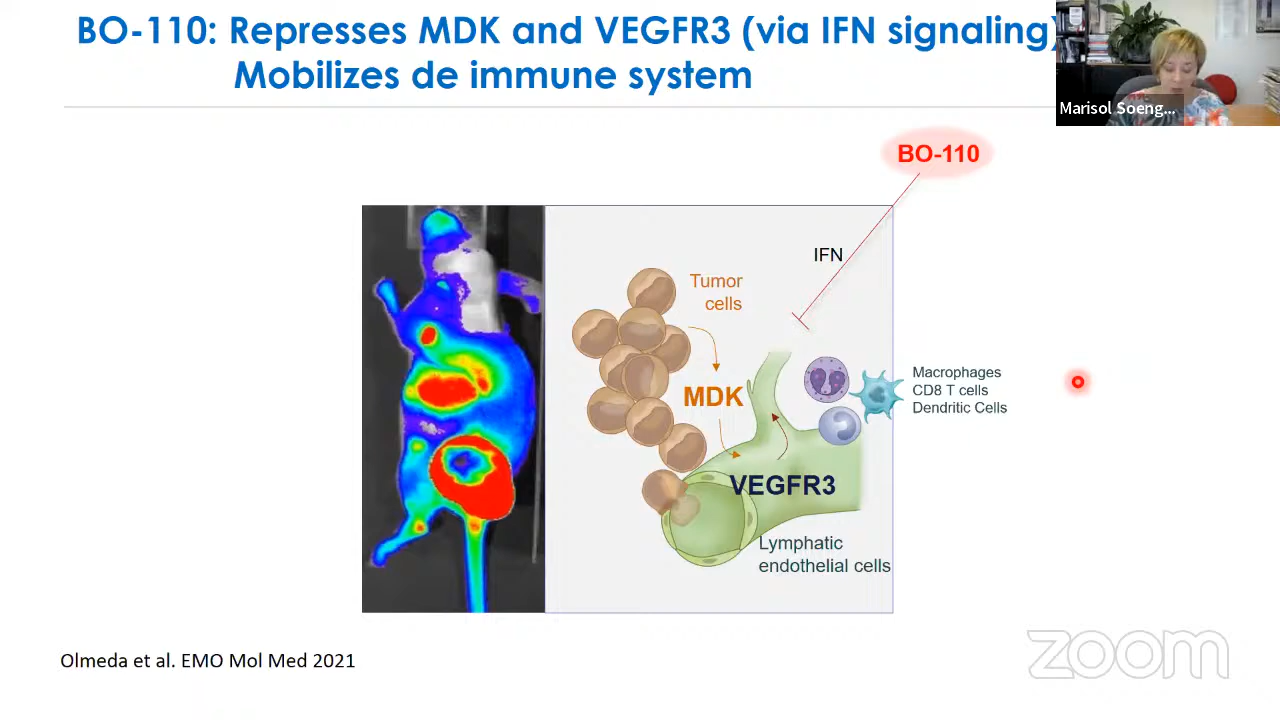 BO-110: Represses MDK and VEGFR3 (via IFN signaling)
Mobilizes de immune system
Marisol Soeng...
BO-110
IFN
Tumor
cells
MDK
Macrophages
CD8 T cells
Dendritic Cells
VEGFR3
Lymphatic
endothelial cells
Olmeda et al. EMO Mol Med 2021
zoom